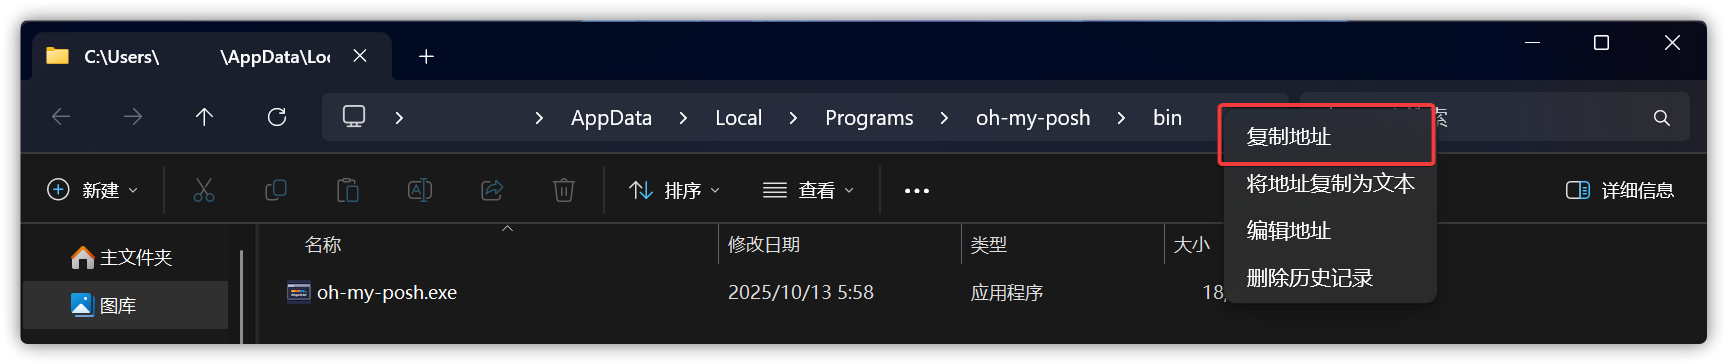 C:\Users\ \AppData\Loc
AppData > Local > Programs > oh-my-posh > bin
索
复制地址
将地址复制为文本
编辑地址
删除历史记录
新建
排序
查看
详细信息
主文件夹
图库
名称 修改日期 类型 大小
oh-my-posh.exe 2025/10/13 5:58 应用程序 18,